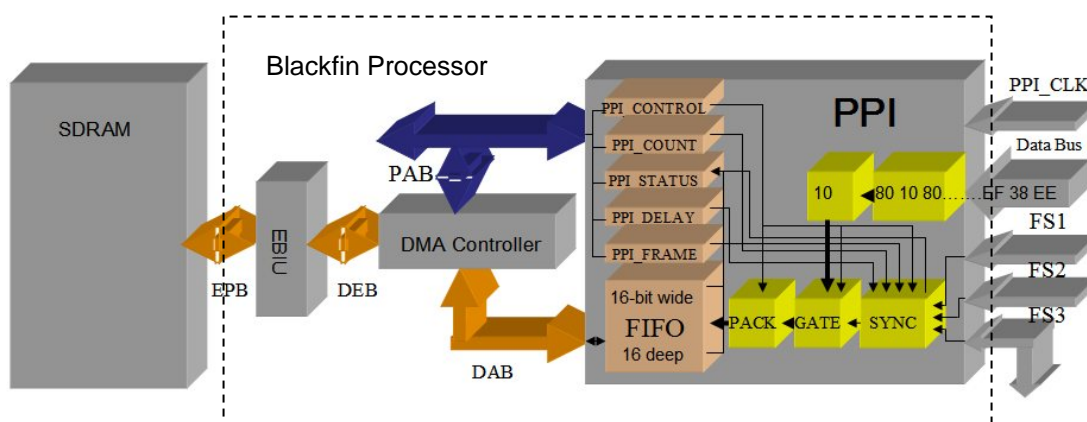 Blackfin Processor
SDRAM
EBIU
EPB
DEB
PAB
DMA Controller
DAB
PPI
PPI_CONTROL
PPI_COUNT
PPI_STATUS
PPI_DELAY
PPI_FRAME
16-bit wide
FIFO
16 deep
PACK
GATE
SYNC
10
80 10 80.......EF 38 EE
PPI_CLK
Data Bus
FS1
FS2
FS3